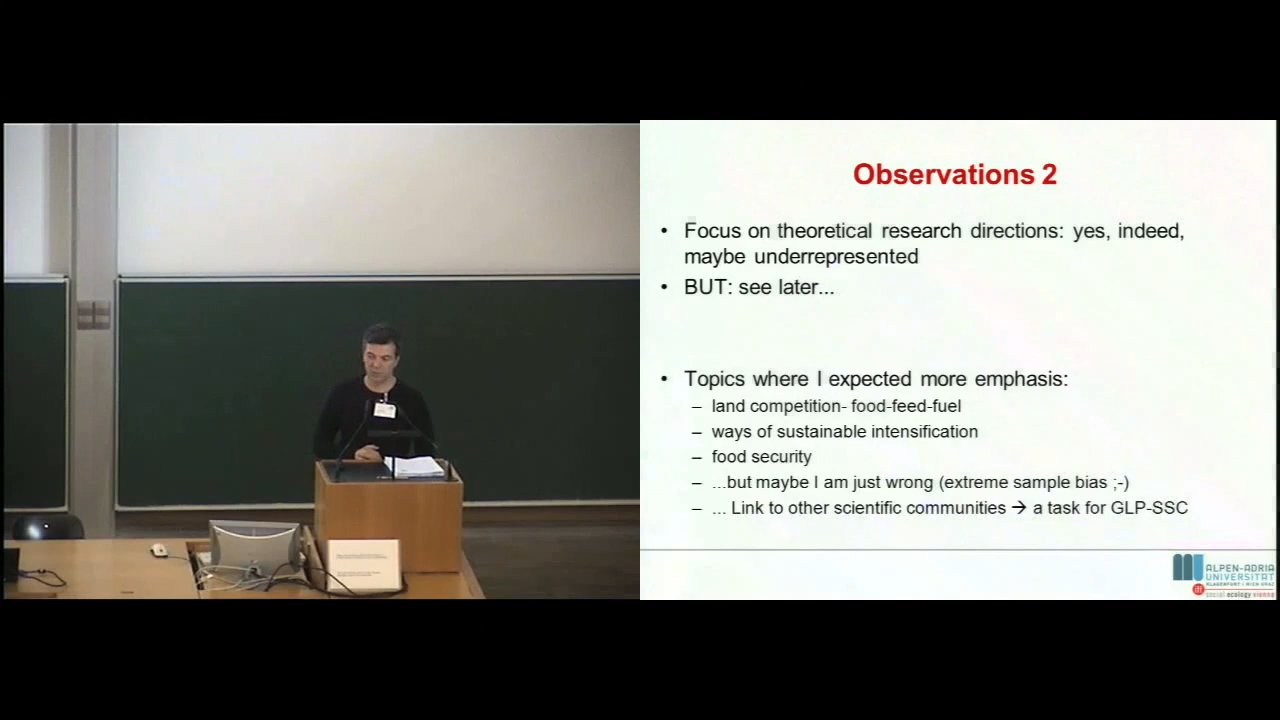 Observations 2
• Focus on theoretical research directions: yes, indeed,
maybe underrepresented
• BUT: see later...
• Topics where I expected more emphasis:
– land competition- food-feed-fuel
– ways of sustainable intensification
– food security
– ...but maybe I am just wrong (extreme sample bias ;-)
– ... Link to other scientific communities → a task for GLP-SSC
ALPEN-ADRIA
UNIVERSITÄT
KLAGENFURT I WIEN GRAZ
iff
social ecology vienna